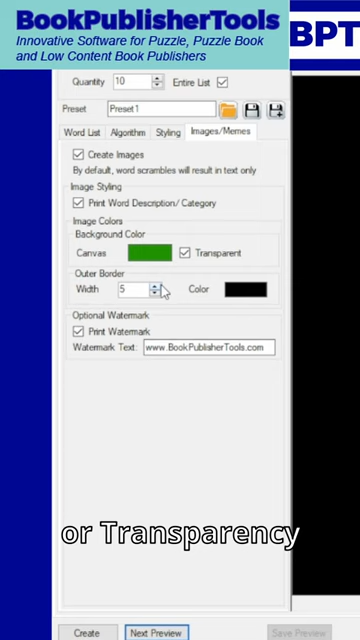 BookPublisherTools
Innovative Software for Puzzle, Puzzle Book
and Low Content Book Publishers
BPT
Quantity 10 Entire List
Preset Preset1
Word List Algorithm Styling Images/Memes
Create Images
By default, word scrambles will result in text only
Image Styling
Print Word Description/ Category
Image Colors
Background Color
Canvas Transparent
Outer Border
Width 5 Color
Optional Watermark
Print Watermark
Watermark Text: www.BookPublisherTools.com
or Transparency
Create Next Preview Save Preview